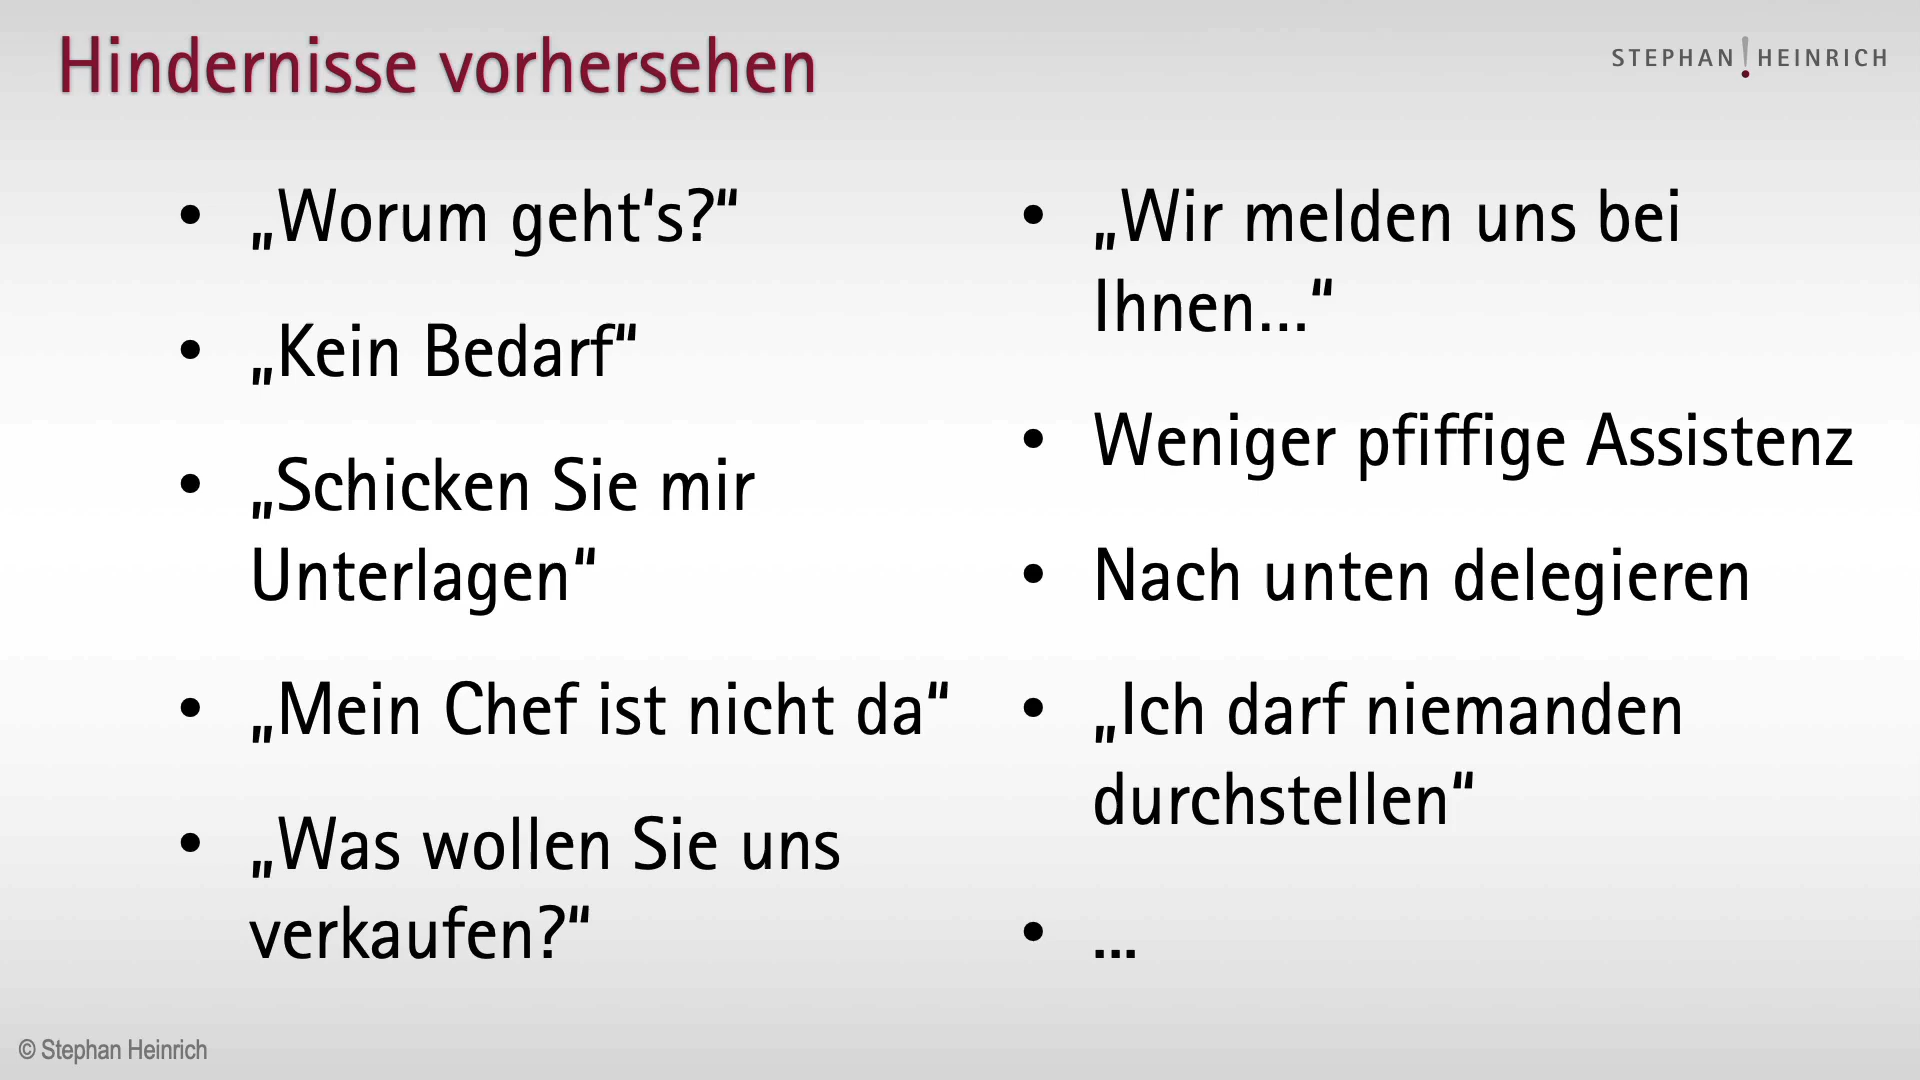 Hindernisse vorhersehen
STEPHAN!HEINRICH
• „Worum geht‘s?“
• „Kein Bedarf“
• „Schicken Sie mir
Unterlagen“
• „Mein Chef ist nicht da“
• „Was wollen Sie uns
verkaufen?“
• „Wir melden uns bei
Ihnen...“
• Weniger pfiffige Assistenz
• Nach unten delegieren
• „Ich darf niemanden
durchstellen“
• ...
© Stephan Heinrich